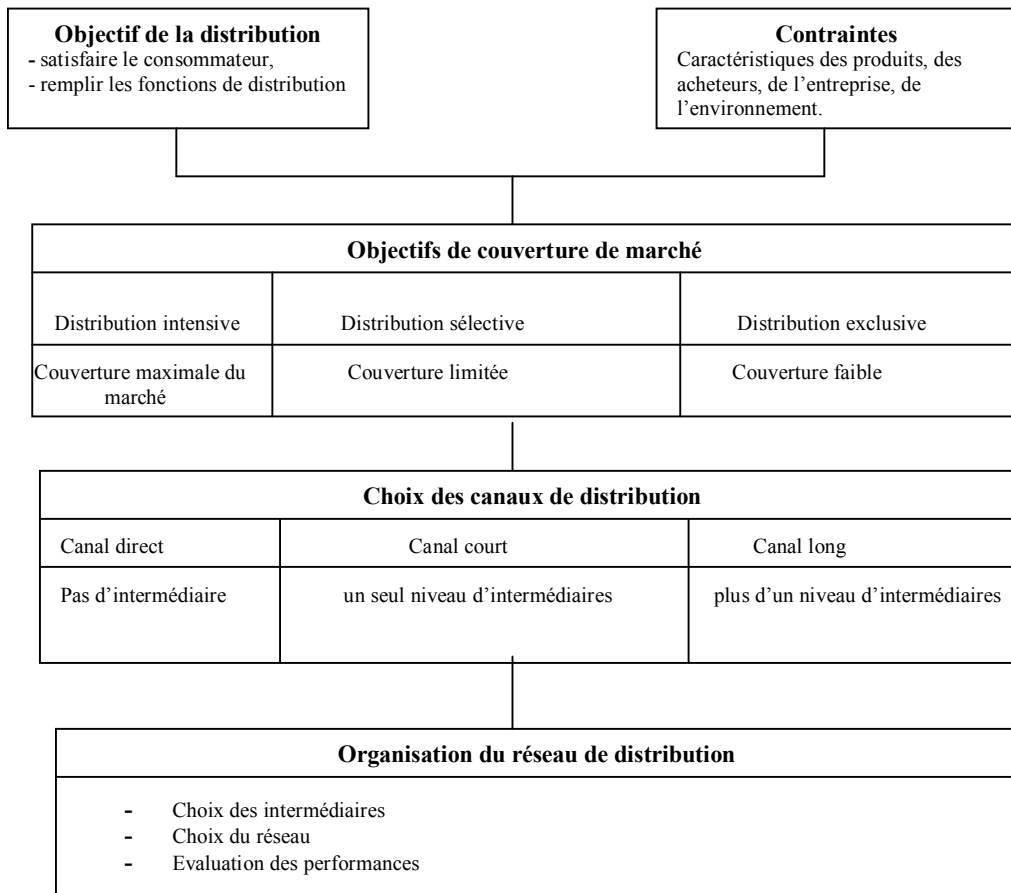 Objectif de la distribution
- satisfaire le consommateur,
- remplir les fonctions de distribution
Contraintes
Caractéristiques des produits, des
acheteurs, de l'entreprise, de
l'environnement.
Objectifs de couverture de marché
Distribution intensive
Distribution sélective
Distribution exclusive
Couverture maximale du
marché
Couverture limitée
Couverture faible
Choix des canaux de distribution
Canal direct
Canal court
Canal long
Pas d'intermédiaire
un seul niveau d'intermédiaires
plus d'un niveau d'intermédiaires
Organisation du réseau de distribution
- Choix des intermédiaires
- Choix du réseau
- Evaluation des performances